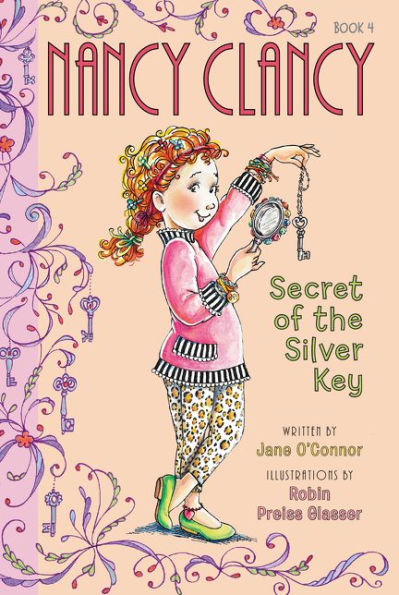 BOOK 4
NANCY CLANCY
Secret
of the
Silver
Key
WRITTEN BY
Jane O'Connor
ILLUSTRATIONS BY
Robin
Preiss Glasser